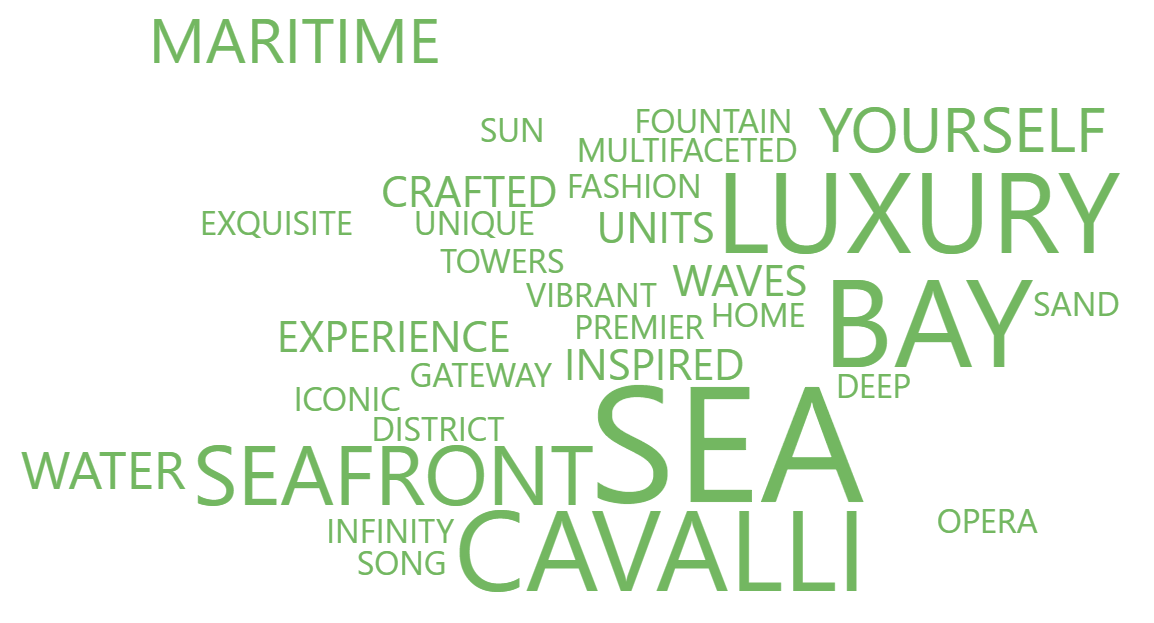 MARITIME
SUN
FOUNTAIN
YOURSELF
MULTIFACETED
CRAFTED
FASHION
LUXURY
EXQUISITE
UNIQUE
UNITS
TOWERS
WAVES
VIBRANT
BAY
SAND
EXPERIENCE
PREMIER
HOME
GATEWAY
INSPIRED
DEEP
ICONIC
SEA
DISTRICT
WATER
SEAFRONT
INFINITY
CAVALLI
OPERA
SONG